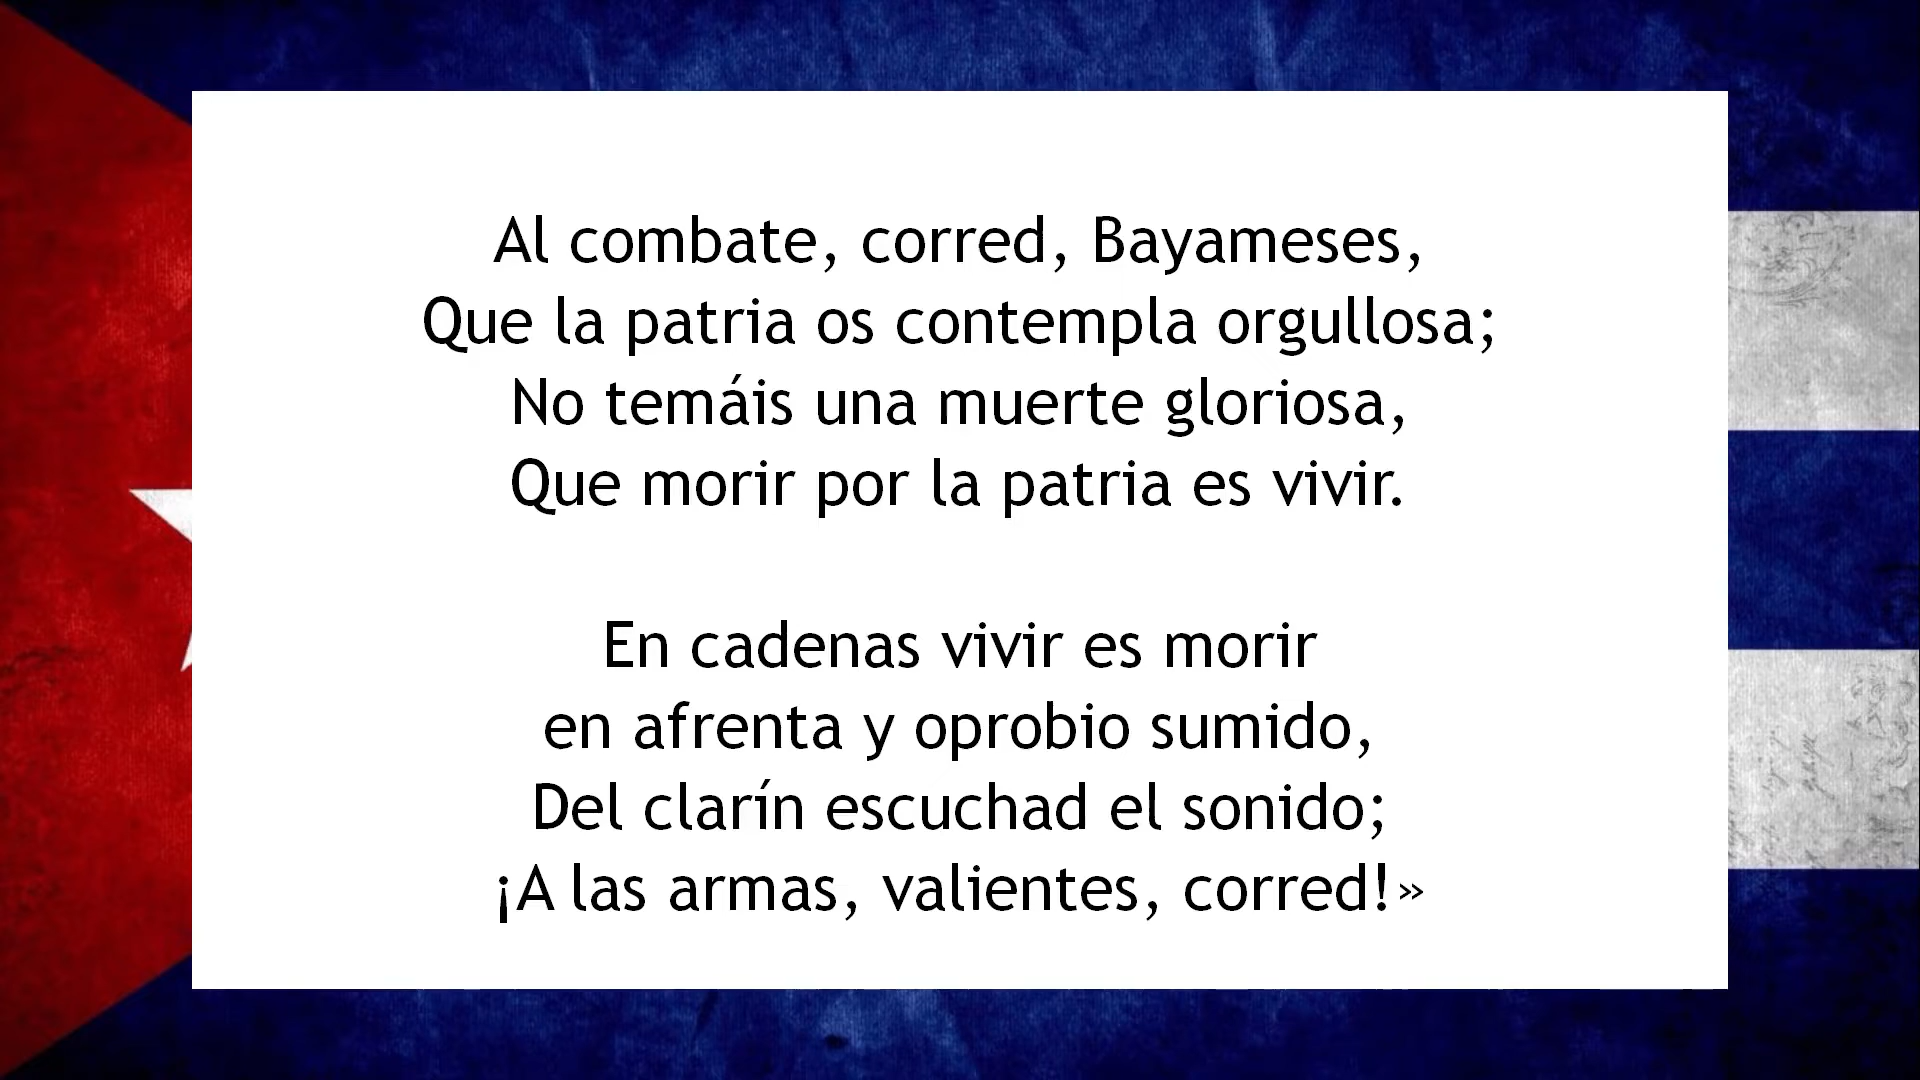 Al combate, corred, Bayameses,
Que la patria os contempla orgullosa;
No temáis una muerte gloriosa,
Que morir por la patria es vivir.
En cadenas vivir es morir
en afrenta y oprobio sumido,
Del clarín escuchad el sonido;
¡A las armas, valientes, corred!»